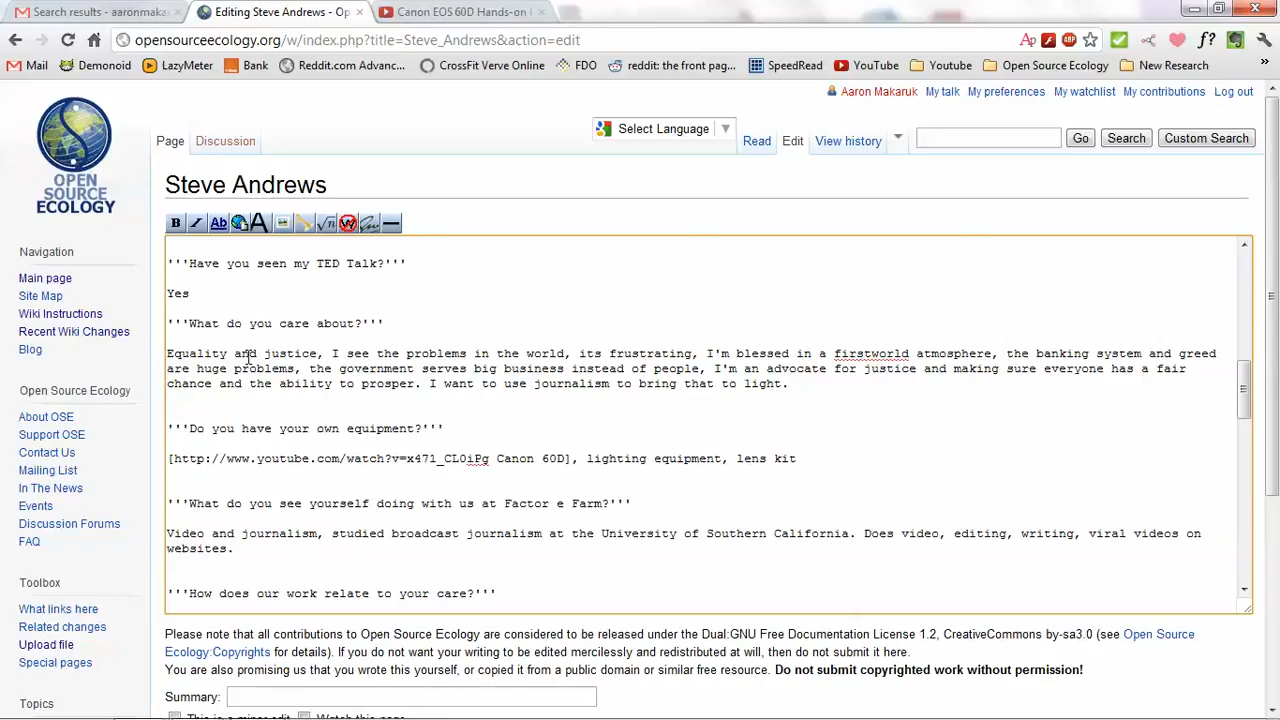 Search results - aaronmaka
Editing Steve Andrews - Op
Canon EOS 60D Hands-on
opensourceecology.org/w/index.php?title=Steve_Andrews&action=edit
Mail Demonoid LazyMeter Bank Reddit.com Advanc... CrossFit Verve Online FDO reddit: the front pag... SpeedRead YouTube Youtube Open Source Ecology New Research »
Aaron Makaruk My talk My preferences My watchlist My contributions Log out
Select Language
Page Discussion Read Edit View history Go Search Custom Search
OPEN
SOURCE
ECOLOGY
Steve Andrews
Navigation
Main page
Site Map
Wiki Instructions
Recent Wiki Changes
Blog
Open Source Ecology
About OSE
Support OSE
Contact Us
Mailing List
In The News
Events
Discussion Forums
FAQ
Toolbox
What links here
Related changes
Upload file
Special pages
Topics
'''Have you seen my TED Talk?'''
Yes
'''What do you care about?'''
Equality and justice, I see the problems in the world, its frustrating, I'm blessed in a firstworld atmosphere, the banking system and greed
are huge problems, the government serves big business instead of people, I'm an advocate for justice and making sure everyone has a fair
chance and the ability to prosper. I want to use journalism to bring that to light.
'''Do you have your own equipment?'''
[http://www.youtube.com/watch?v=x471_CL0iPg Canon 60D], lighting equipment, lens kit
'''What do you see yourself doing with us at Factor e Farm?'''
Video and journalism, studied broadcast journalism at the University of Southern California. Does video, editing, writing, viral videos on
websites.
'''How does our work relate to your care?'''
Please note that all contributions to Open Source Ecology are considered to be released under the Dual:GNU Free Documentation License 1.2, CreativeCommons by-sa3.0 (see Open Source
Ecology:Copyrights for details). If you do not want your writing to be edited mercilessly and redistributed at will, then do not submit it here.
You are also promising us that you wrote this yourself, or copied it from a public domain or similar free resource. Do not submit copyrighted work without permission!
Summary:
This is a minor edit Watch this page